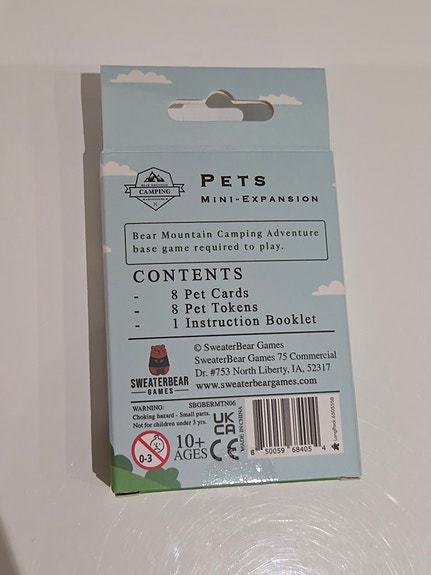 BEAR MOUNTAIN
CAMPING
ADVENTURE
PETS
MINI-EXPANSION
Bear Mountain Camping Adventure
base game required to play.
CONTENTS
- 8 Pet Cards
- 8 Pet Tokens
- 1 Instruction Booklet
© SweaterBear Games
SweaterBear Games 75 Commercial
Dr. #753 North Liberty, IA, 52317
www.sweaterbeargames.com
SWEATERBEAR
GAMES
WARNING:
SBGBERMTN06
Choking hazard - Small parts.
Not for children under 3 yrs.
0-3
10+
AGES
UK
CA
CE
MADE IN CHINA
8 50059 68405 4